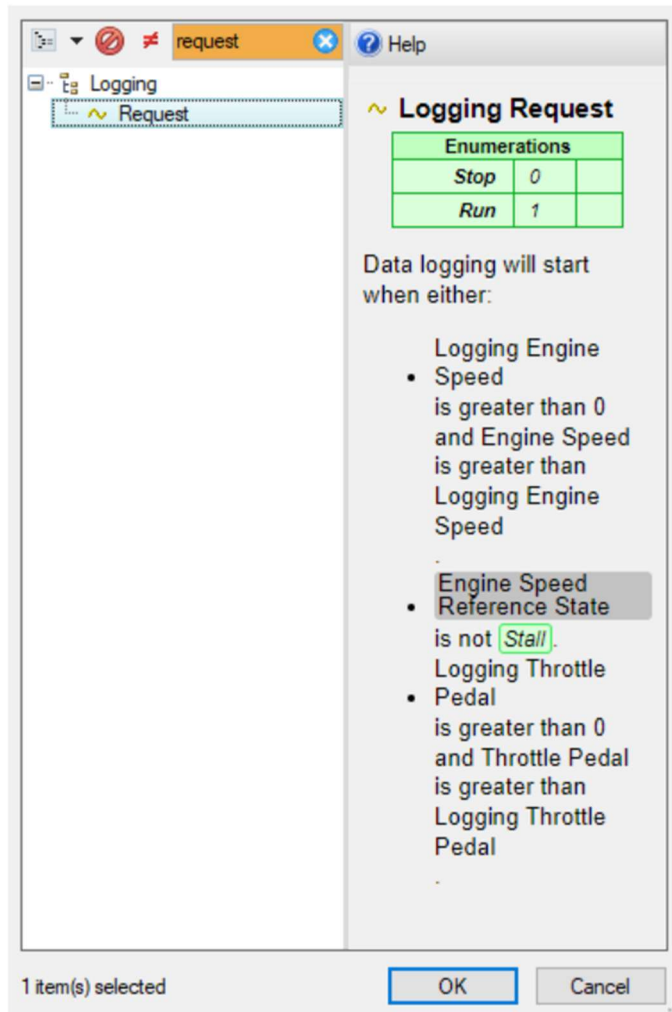 request
Help
Logging
Request
Logging Request
Enumerations
Stop 0
Run 1
Data logging will start
when either:
Logging Engine
• Speed
is greater than 0
and Engine Speed
is greater than
Logging Engine
Speed
.
Engine Speed
• Reference State
is not Stall.
Logging Throttle
• Pedal
is greater than 0
and Throttle Pedal
is greater than
Logging Throttle
Pedal
.
1 item(s) selected
OK
Cancel